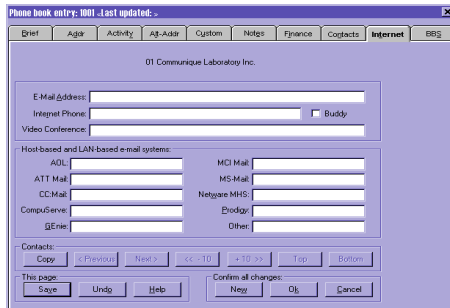 Phone book entry: 1001 <Last updated: >
Brief Addr Activity Alt-Addr Custom Notes Finance Contacts Internet BBS
01 Communique Laboratory Inc.
E-Mail Address:
Internet Phone: Buddy
Video Conference:
Host-based and LAN-based e-mail systems:
AOL: MCI Mail:
ATT Mail: MS-Mail:
CC:Mail: Netware MHS:
CompuServe: Prodigy:
GEnie: Other:
Contacts:
Copy < Previous Next > << - 10 + 10 >> Top Bottom
This page: Confirm all changes:
Save Undo Help New Ok Cancel